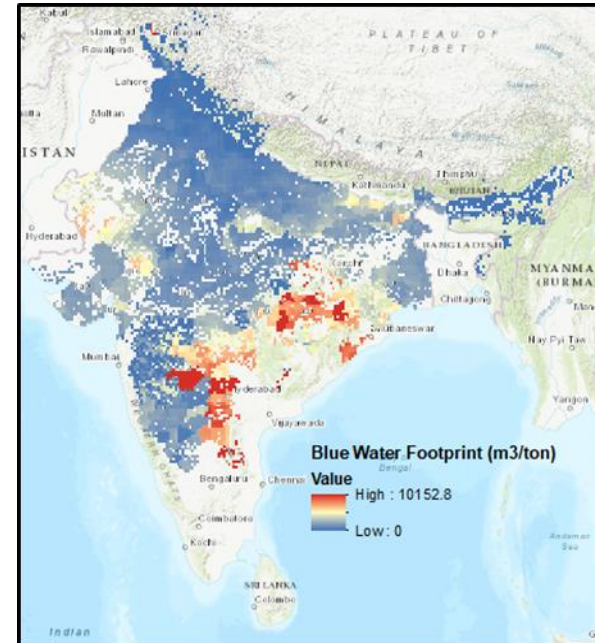 Kabul
Islamabad
Rawalpindi
Srinagar
PLATEAU OF
TIBET
Lahore
Multan
HIMALAYA
ISTAN
NEPAL
Kathmandu
Thimphu
BHUTAN
Hyderabad
BANGLADESH
Dhaka
Ranchi
MYANMA
(BURMA
Chittagong
Bhubaneswar
Nay Pyi Taw
Mumbai
Hyderabad
Yangon
Vijayawada
Blue Water Footprint (m3/ton)
Bengal
Value
Bengaluru
Chennai
High : 10152.8
Low : 0
Coimbatore
Andaman
Sea
Kochi
SRI LANKA
Colombo
Indian